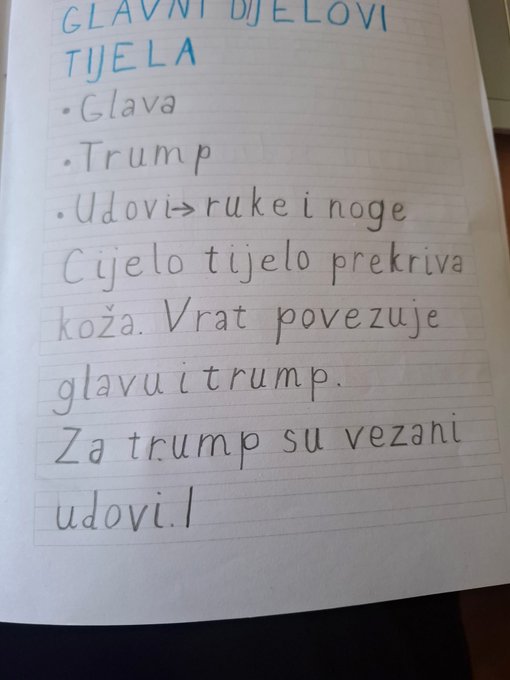 GLAVNI DIJELOVI
TIJELA
• Glava
• Trump
• Udovi→ ruke i noge
Cijelo tijelo prekriva
koža. Vrat povezuje
glavu i trump.
Za trump su vezani
udovi. |